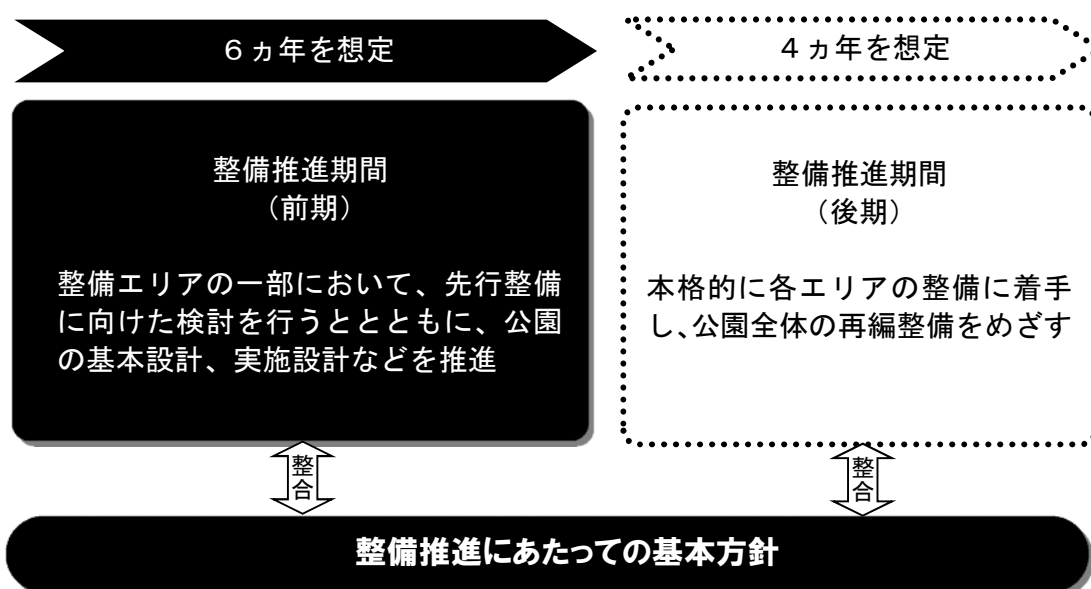 ６ヵ年を想定
４ヵ年を想定
整備推進期間
（前期）
整備エリアの一部において、先行整備
に向けた検討を行うととともに、公園
の基本設計、実施設計などを推進
整備推進期間
（後期）
本格的に各エリアの整備に着手
し、公園全体の再編整備をめざす
整合
整合
整備推進にあたっての基本方針